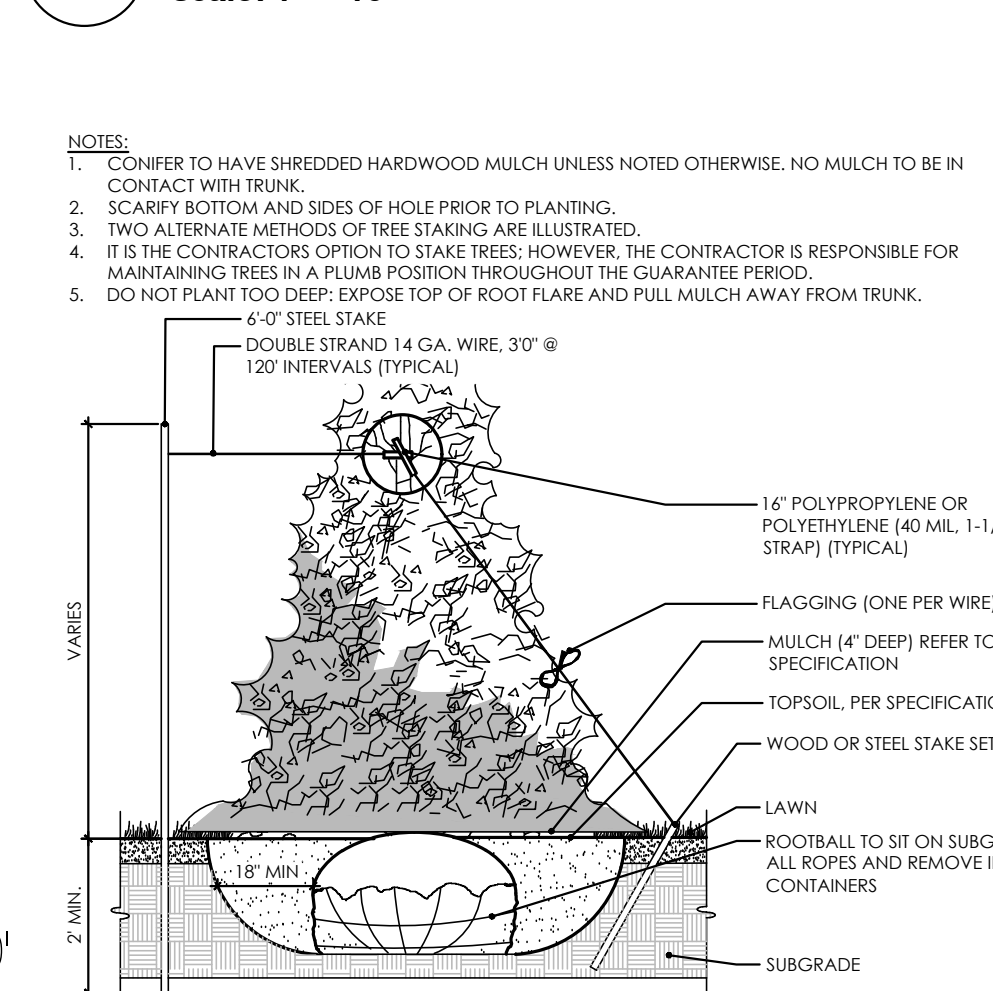 NOTES:
1. CONIFER TO HAVE SHREDDED HARDWOOD MULCH UNLESS NOTED OTHERWISE. NO MULCH TO BE IN
CONTACT WITH TRUNK.
2. SCARIFY BOTTOM AND SIDES OF HOLE PRIOR TO PLANTING.
3. TWO ALTERNATE METHODS OF TREE STAKING ARE ILLUSTRATED.
4. IT IS THE CONTRACTORS OPTION TO STAKE TREES; HOWEVER, THE CONTRACTOR IS RESPONSIBLE FOR
MAINTAINING TREES IN A PLUMB POSITION THROUGHOUT THE GUARANTEE PERIOD.
5. DO NOT PLANT TOO DEEP: EXPOSE TOP OF ROOT FLARE AND PULL MULCH AWAY FROM TRUNK.
6'-0" STEEL STAKE
DOUBLE STRAND 14 GA. WIRE, 3'0" @
120' INTERVALS (TYPICAL)
16" POLYPROPYLENE OR
POLYETHYLENE (40 MIL,
STRAP) (TYPICAL)
FLAGGING (ONE PER WIRE)
MULCH (4" DEEP) REFER TO
SPECIFICATION
TOPSOIL, PER
WOOD OR STEEL STAKE SET
LAWN
ROOTBALL TO SIT ON
ALL ROPES AND REMOVE
CONTAINERS
SUBGRADE
VARIES
18" MIN
2' MIN.